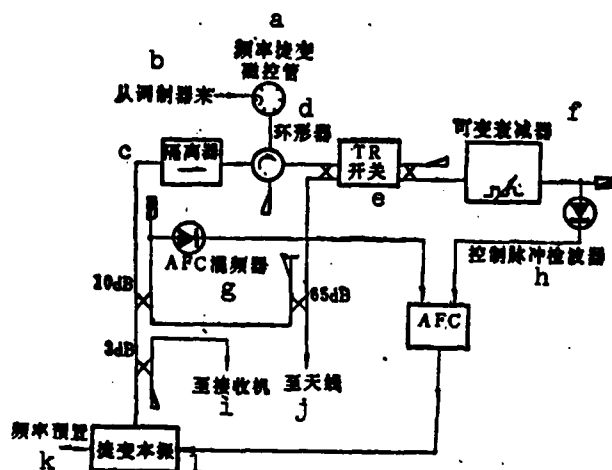 a
b
频率捷变
磁控管
从调制器来
d
环形器
f
可变衰减器
c
隔离器
TR
开关
e
AFC混频器
g
控制脉冲检波器
h
10dB
65dB
AFC
3dB
至接收机
i
至天线
j
频率预置
k
捷变本振
l